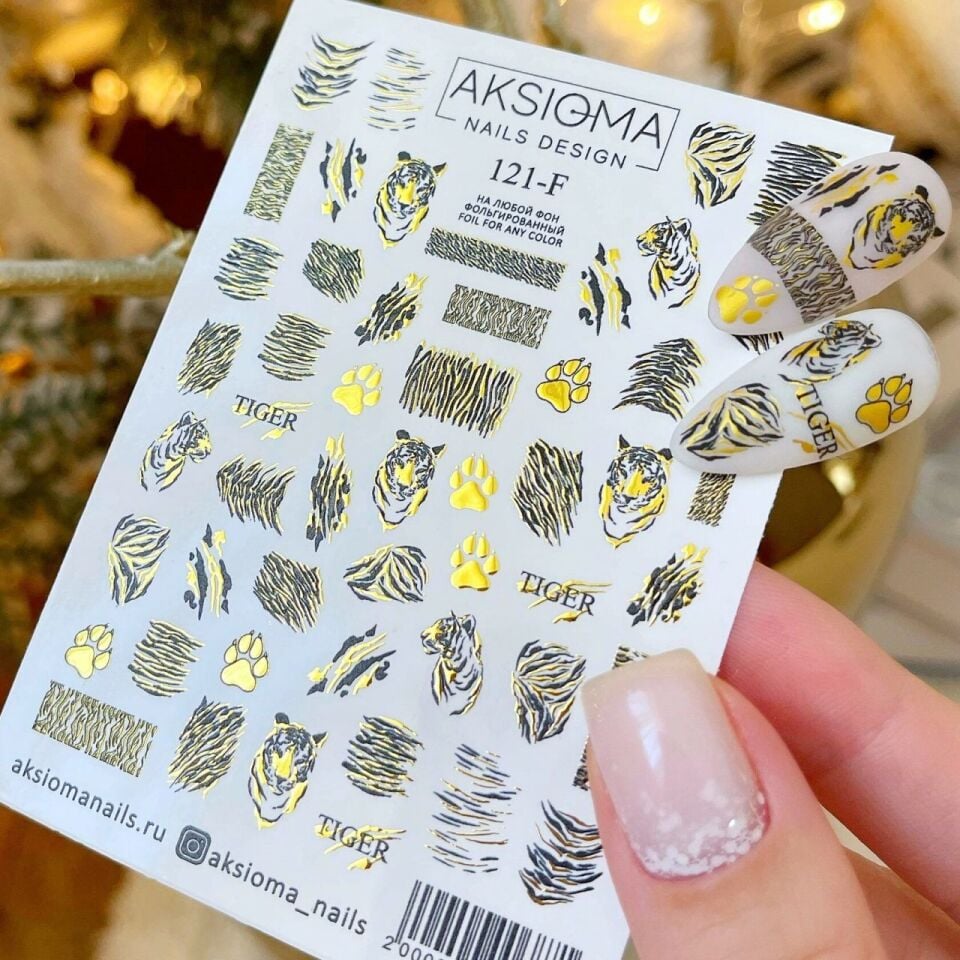 AKSIOMA
NAILS DESIGN
121-F
НА ЛЮБОЙ ФОН
ФОЛЬГИРОВАННЫЙ
FOIL FOR ANY COLOR
TIGER
TIGER
TIGER
TIGER
aksiomanails.ru
aksioma_nails